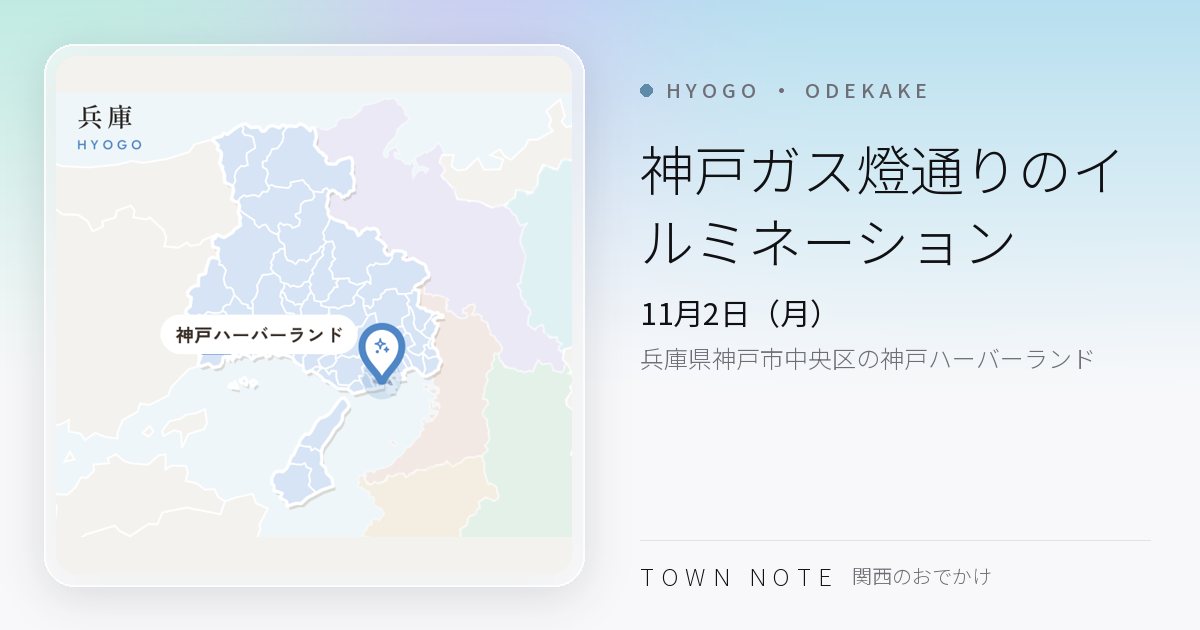 兵庫
HYOGO
神戸ハーバーランド
HYOGO ・ ODEKAKE
神戸ガス燈通りのイ
ルミネーション
11月2日（月）
兵庫県神戸市中央区の神戸ハーバーランド
TOWN NOTE 関西のおでかけ